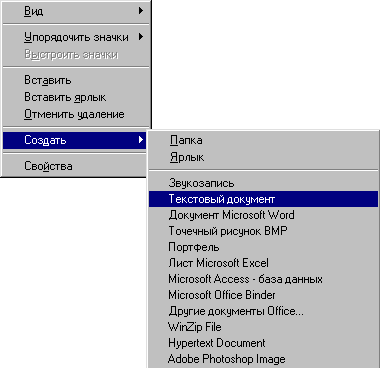 Вид
Упорядочить значки
Выстроить значки
Вставить
Вставить ярлык
Отменить удаление
Создать
Свойства
Папка
Ярлык
Звукозапись
Текстовый документ
Документ Microsoft Word
Точечный рисунок BMP
Портфель
Лист Microsoft Excel
Microsoft Access - база данных
Microsoft Office Binder
Другие документы Office...
WinZip File
Hypertext Document
Adobe Photoshop Image